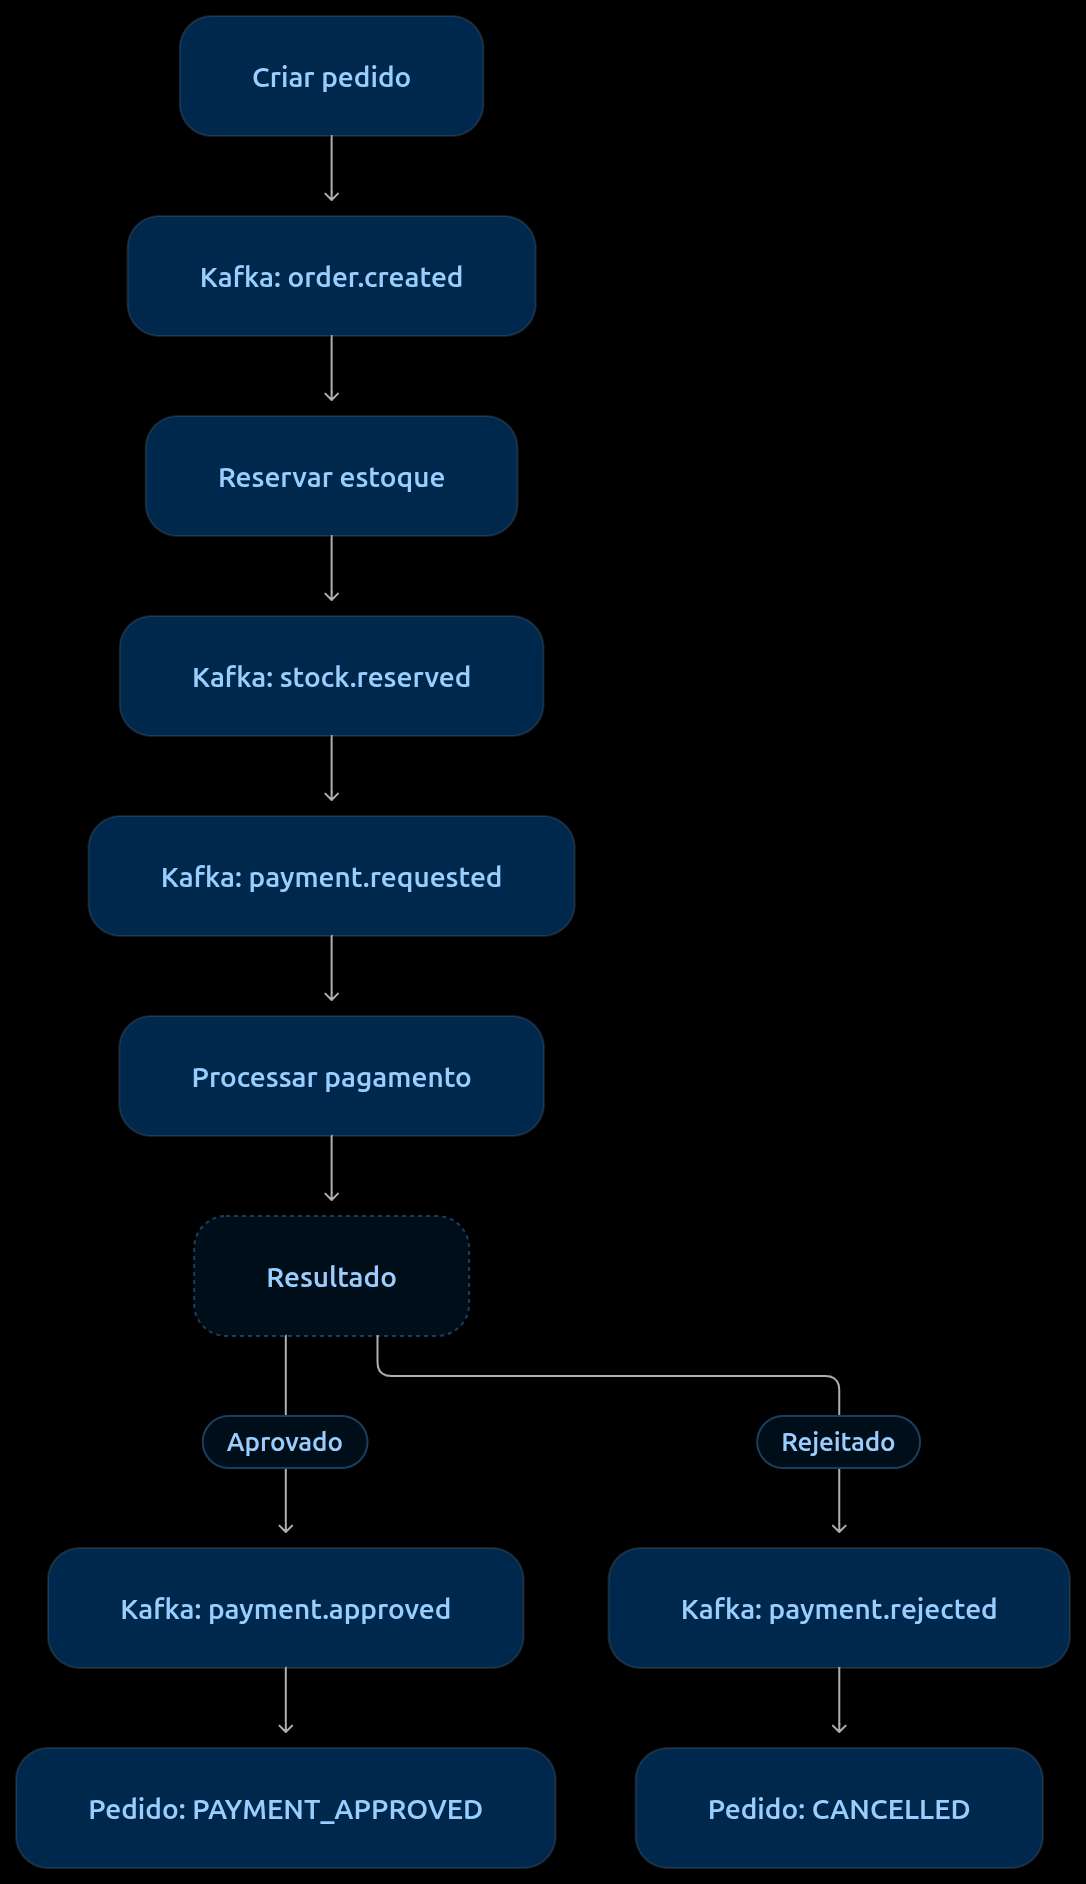 Criar pedido
Kafka: order.created
Reservar estoque
Kafka: stock.reserved
Kafka: payment.requested
Processar pagamento
Resultado
Aprovado
Rejeitado
Kafka: payment.approved
Kafka: payment.rejected
Pedido: PAYMENT_APPROVED
Pedido: CANCELLED